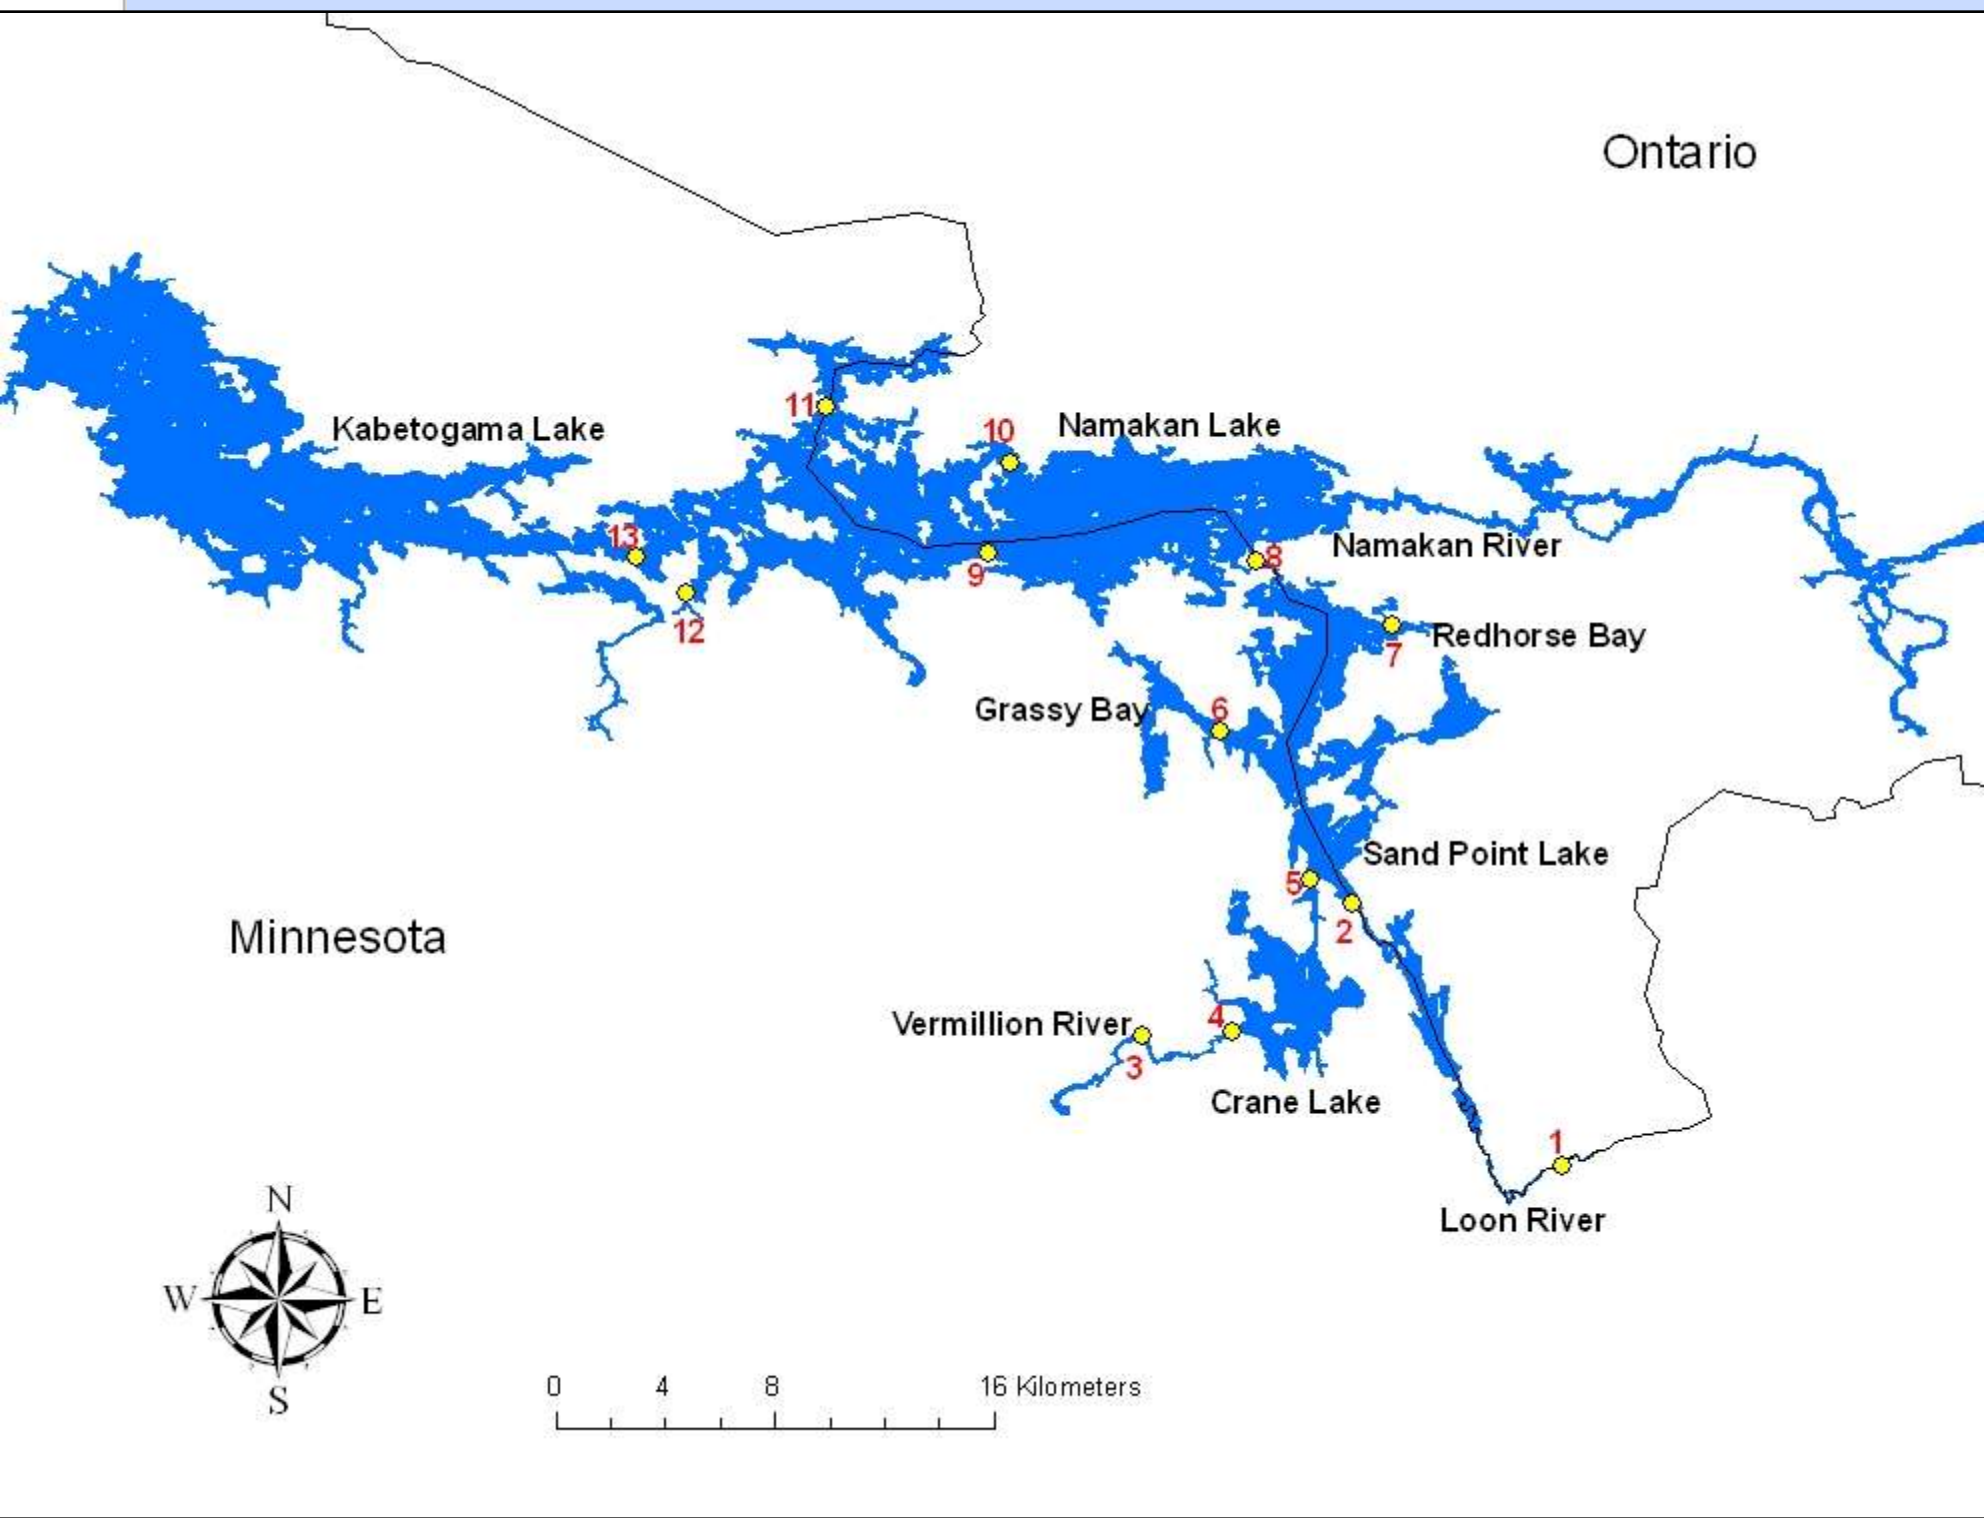 Ontario
11
Kabetogama Lake
10
Namakan Lake
13
9
8
Namakan River
12
7
Redhorse Bay
Grassy Bay
6
Sand Point Lake
5
2
Minnesota
Vermillion River
4
3
Crane Lake
1
Loon River
N
W
E
S
0 4 8 16 Kilometers